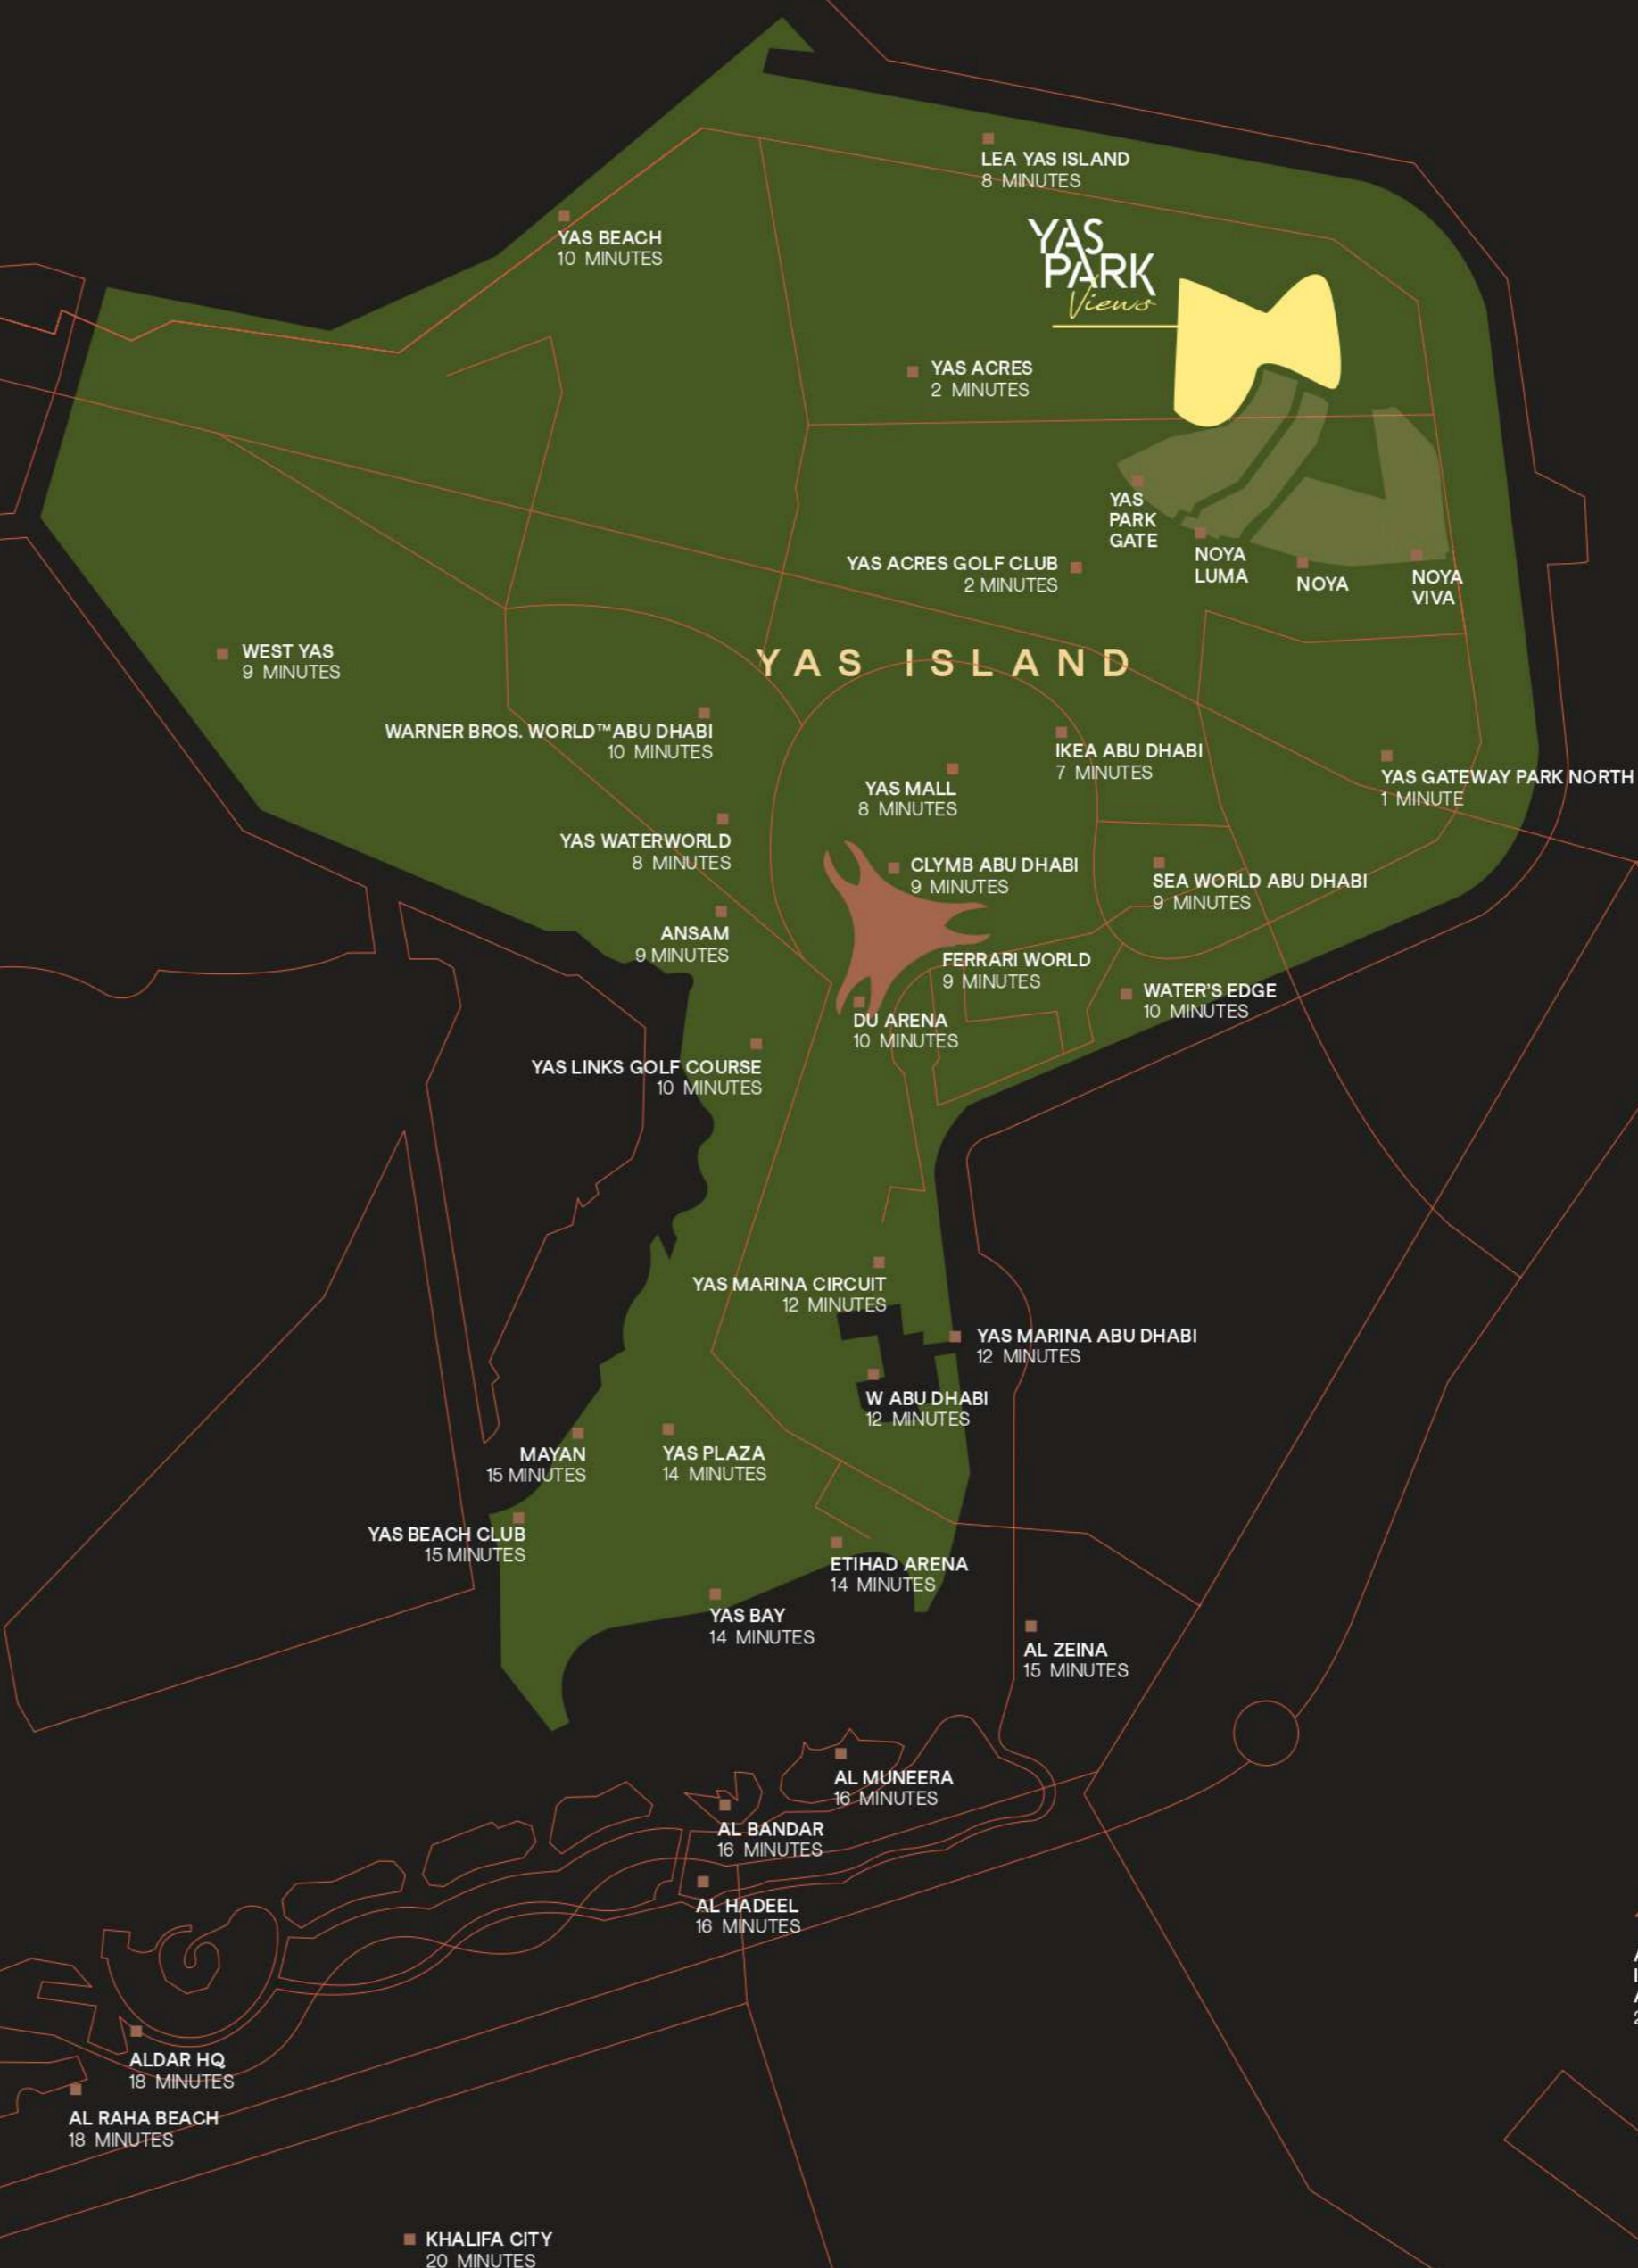 LEA YAS ISLAND
8 MINUTES
YAS
PARK
Views
YAS BEACH
10 MINUTES
YAS ACRES
2 MINUTES
YAS
PARK
GATE
NOYA
LUMA
NOYA
NOYA
VIVA
YAS ACRES GOLF CLUB
2 MINUTES
WEST YAS
9 MINUTES
YAS ISLAND
WARNER BROS. WORLD™ABU DHABI
10 MINUTES
IKEA ABU DHABI
7 MINUTES
YAS GATEWAY PARK NORTH
1 MINUTE
YAS MALL
8 MINUTES
YAS WATERWORLD
8 MINUTES
CLYMB ABU DHABI
9 MINUTES
SEA WORLD ABU DHABI
9 MINUTES
ANSAM
9 MINUTES
FERRARI WORLD
9 MINUTES
WATER'S EDGE
10 MINUTES
DU ARENA
10 MINUTES
YAS LINKS GOLF COURSE
10 MINUTES
YAS MARINA CIRCUIT
12 MINUTES
YAS MARINA ABU DHABI
12 MINUTES
W ABU DHABI
12 MINUTES
MAYAN
15 MINUTES
YAS PLAZA
14 MINUTES
YAS BEACH CLUB
15 MINUTES
ETIHAD ARENA
14 MINUTES
YAS BAY
14 MINUTES
AL ZEINA
15 MINUTES
AL MUNEERA
16 MINUTES
AL BANDAR
16 MINUTES
AL HADEEL
16 MINUTES
ALDAR HQ
18 MINUTES
AL RAHA BEACH
18 MINUTES
KHALIFA CITY
20 MINUTES